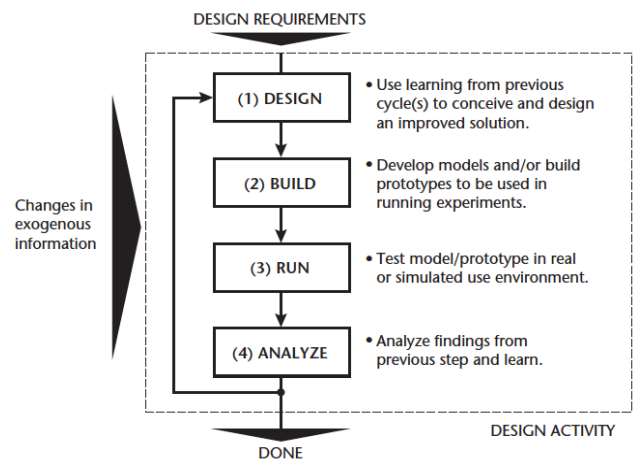 DESIGN REQUIREMENTS
(1) DESIGN
• Use learning from previous
cycle(s) to conceive and design
an improved solution.
(2) BUILD
• Develop models and/or build
prototypes to be used in
running experiments.
Changes in
exogenous
information
(3) RUN
• Test model/prototype in real
or simulated use environment.
(4) ANALYZE
• Analyze findings from
previous step and learn.
DESIGN ACTIVITY
DONE